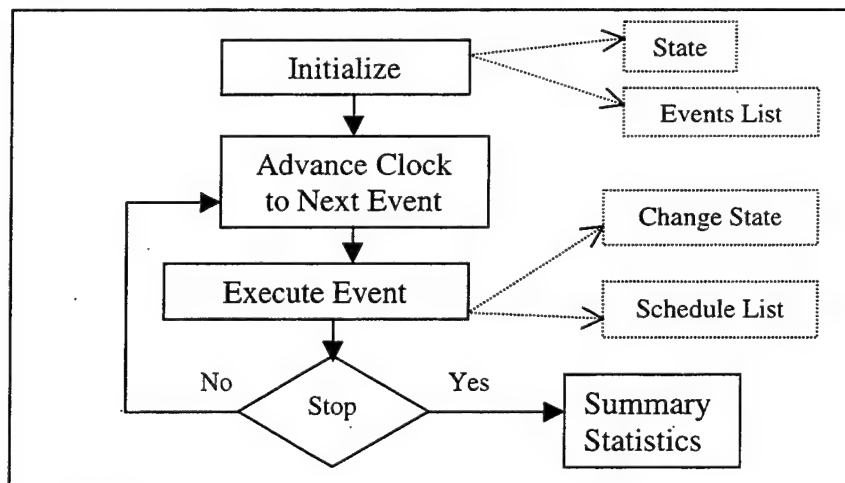 Initialize
State
Events List
Advance Clock
to Next Event
Change State
Execute Event
Schedule List
No
Stop
Yes
Summary
Statistics